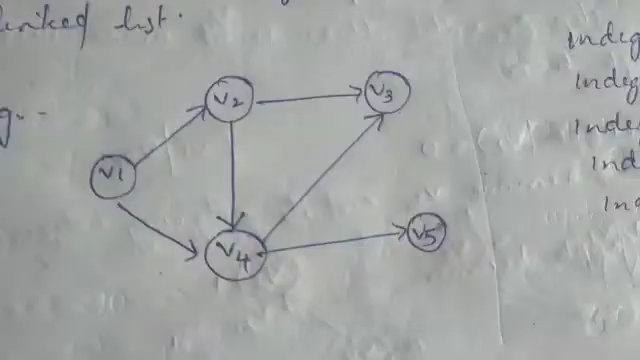 linked list.
g:-
v1
v2
v3
v4
v5
Indeg
Indeg
Inde
Ind
In